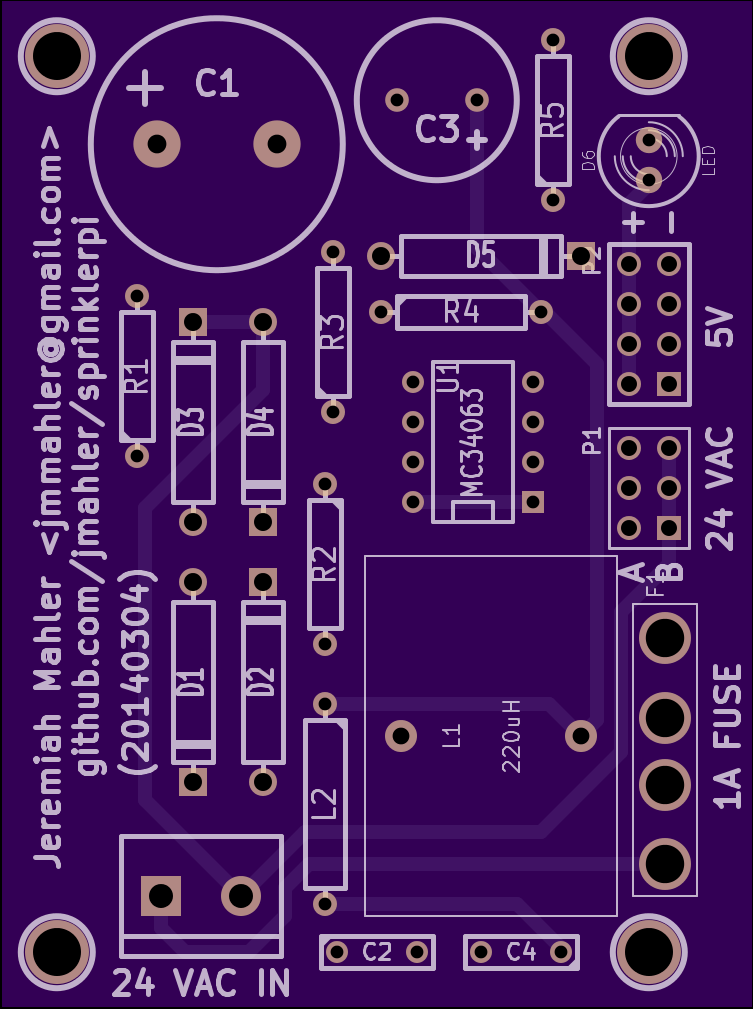 + C1
C3 +
R5
D6
LED
+ -
D5
P2
R4
R3
5V
R1
D3
D4
U1
MC34063
P1
24 VAC
R2
A B
F1
D1
D2
L1
220uH
1A FUSE
L2
C2
C4
24 VAC IN
Jeremiah Mahler <jmmahler@gmail.com>
github.com/jmahler/sprinklerpi
(20140304)